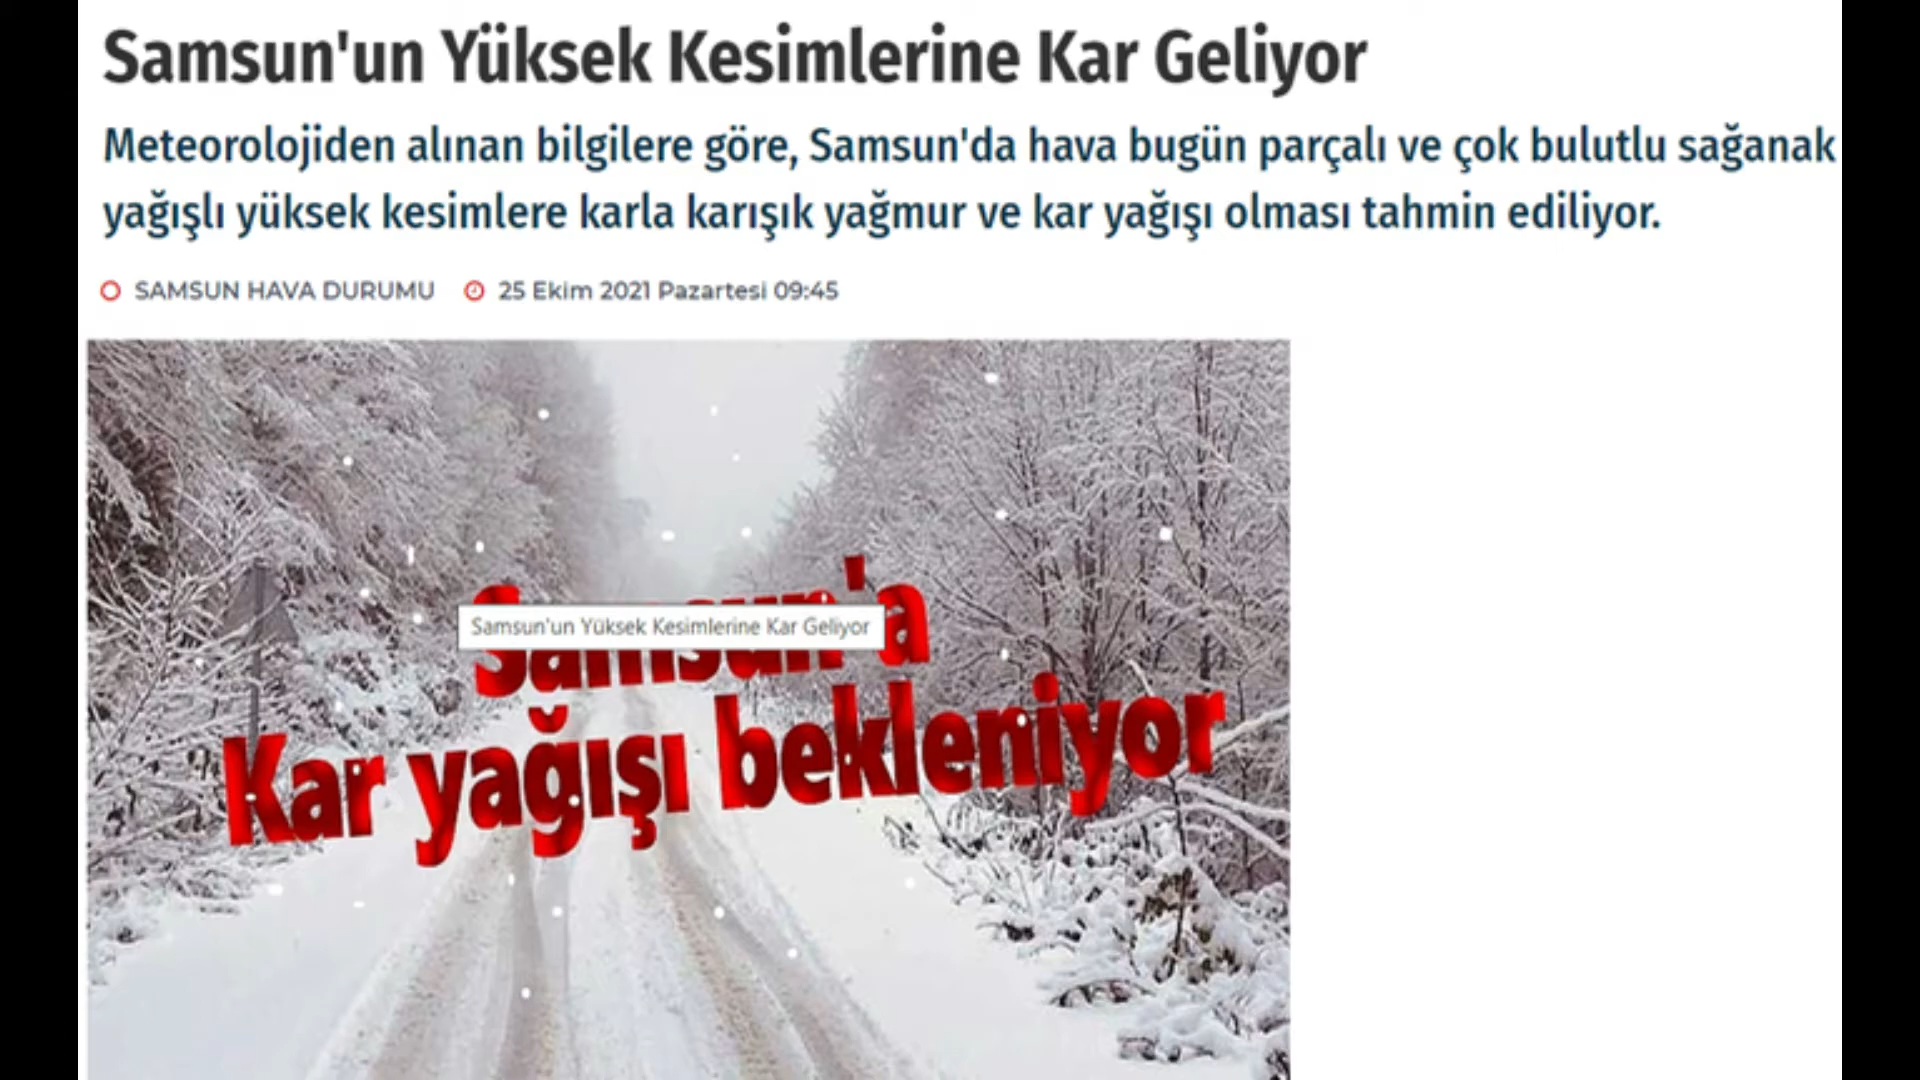 Samsun'un Yüksek Kesimlerine Kar Geliyor
Meteorolojiden alınan bilgilere göre, Samsun'da hava bugün parçalı ve çok bulutlu sağanak
yağışlı yüksek kesimlere karla karışık yağmur ve kar yağışı olması tahmin ediliyor.
SAMSUN HAVA DURUMU 25 Ekim 2021 Pazartesi 09:45
Samsun'a
Samsun'un Yüksek Kesimlerine Kar Geliyor
Kar yağışı bekleniyor